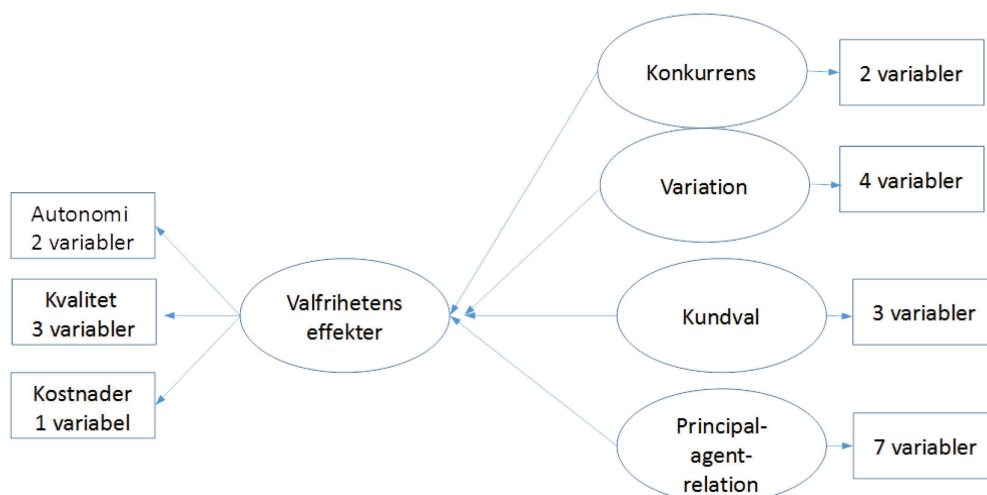 Konkurrens
2 variabler
Variation
4 variabler
Autonomi
2 variabler
Kvalitet
3 variabler
Kostnader
1 variabel
Valfrihetens
effekter
Kundval
3 variabler
Principal-
agent-
relation
7 variabler